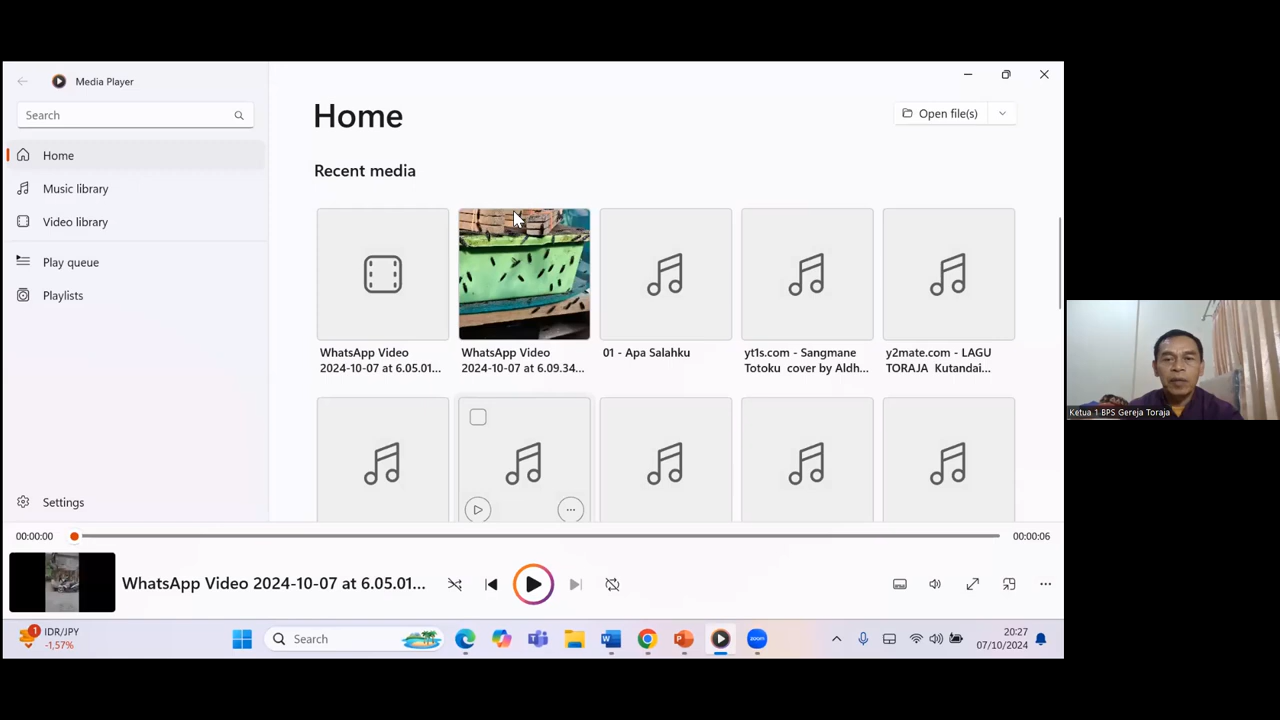 Media Player
Search
Home
Music library
Video library
Play queue
Playlists
Settings
Home
Open file(s)
Recent media
WhatsApp Video
2024-10-07 at 6.05.01...
WhatsApp Video
2024-10-07 at 6.09.34...
01 - Apa Salahku
yt1s.com - Sangmane
Totoku cover by Aldh...
y2mate.com - LAGU
TORAJA Kutandai...
Ketua 1 BPS Gereja Toraja
00:00:00
00:00:06
WhatsApp Video 2024-10-07 at 6.05.01...
1
IDR/JPY
-1,57%
Search
zoom
20:27
07/10/2024